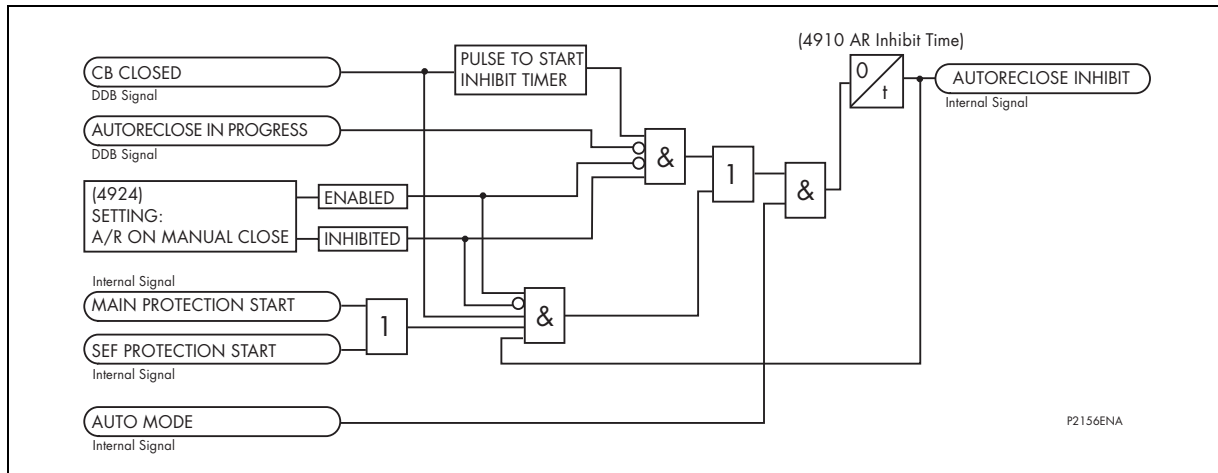 (4910 AR Inhibit Time)
CB CLOSED
DDB Signal
PULSE TO START
INHIBIT TIMER
0
t
AUTORECLOSE INHIBIT
Internal Signal
AUTORECLOSE IN PROGRESS
DDB Signal
&
1
&
(4924)
SETTING:
A/R ON MANUAL CLOSE
ENABLED
INHIBITED
Internal Signal
MAIN PROTECTION START
1
&
SEF PROTECTION START
Internal Signal
AUTO MODE
Internal Signal
P2156ENA